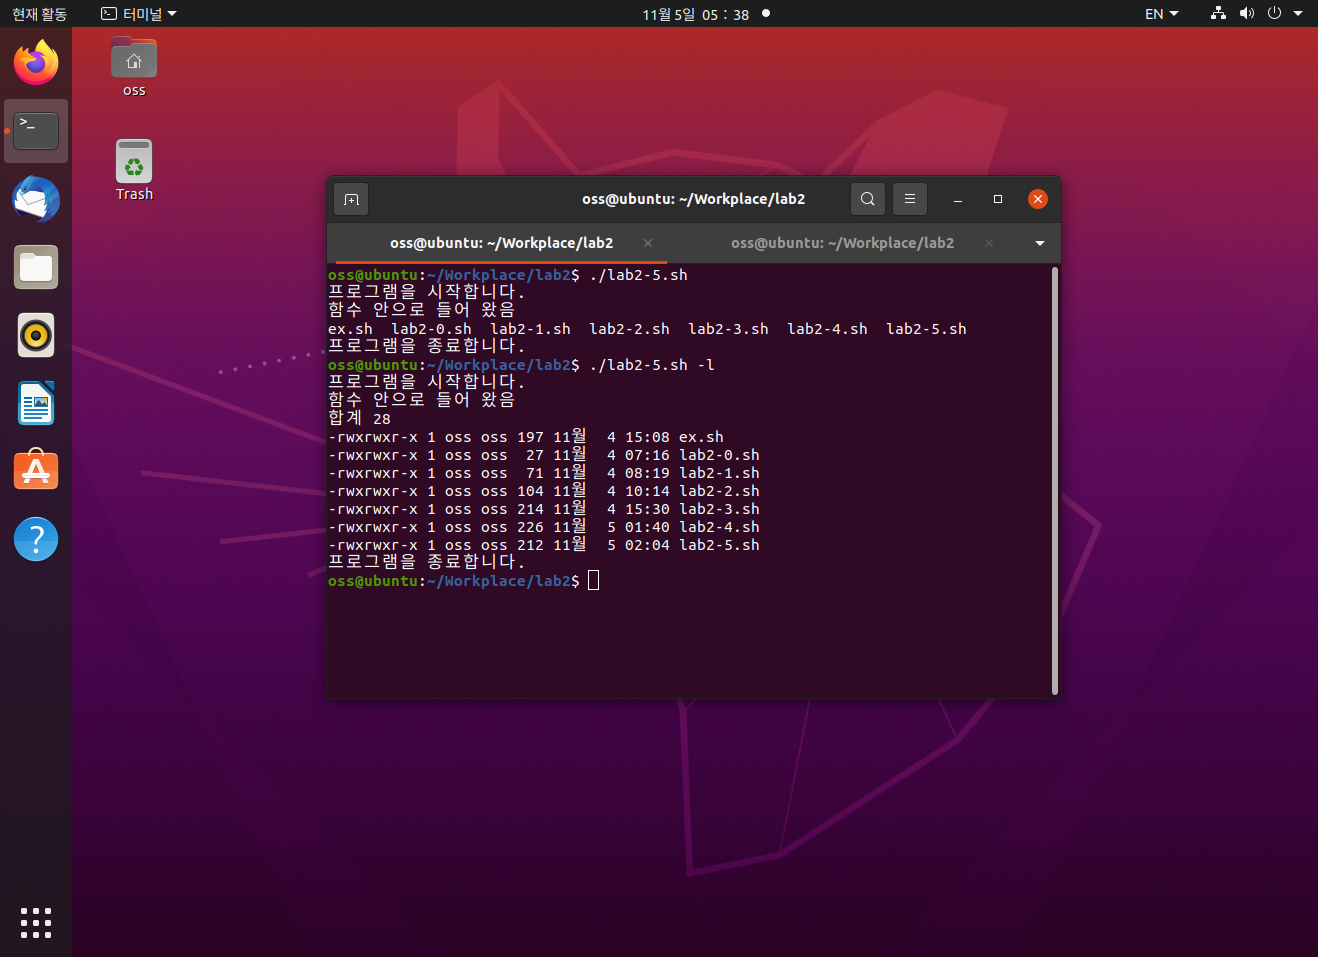 현재 활동 터미널 11월 5일 05 : 38 EN
oss
Trash
oss@ubuntu: ~/Workplace/lab2
oss@ubuntu: ~/Workplace/lab2 oss@ubuntu: ~/Workplace/lab2
oss@ubuntu:~/Workplace/lab2$ ./lab2-5.sh
프로그램을 시작합니다.
함수 안으로 들어 왔음
ex.sh  lab2-0.sh  lab2-1.sh  lab2-2.sh  lab2-3.sh  lab2-4.sh  lab2-5.sh
프로그램을 종료합니다.
oss@ubuntu:~/Workplace/lab2$ ./lab2-5.sh -l
프로그램을 시작합니다.
함수 안으로 들어 왔음
합계 28
-rwxrwxr-x 1 oss oss 197 11월  4 15:08 ex.sh
-rwxrwxr-x 1 oss oss  27 11월  4 07:16 lab2-0.sh
-rwxrwxr-x 1 oss oss  71 11월  4 08:19 lab2-1.sh
-rwxrwxr-x 1 oss oss 104 11월  4 10:14 lab2-2.sh
-rwxrwxr-x 1 oss oss 214 11월  4 15:30 lab2-3.sh
-rwxrwxr-x 1 oss oss 226 11월  5 01:40 lab2-4.sh
-rwxrwxr-x 1 oss oss 212 11월  5 02:04 lab2-5.sh
프로그램을 종료합니다.
oss@ubuntu:~/Workplace/lab2$